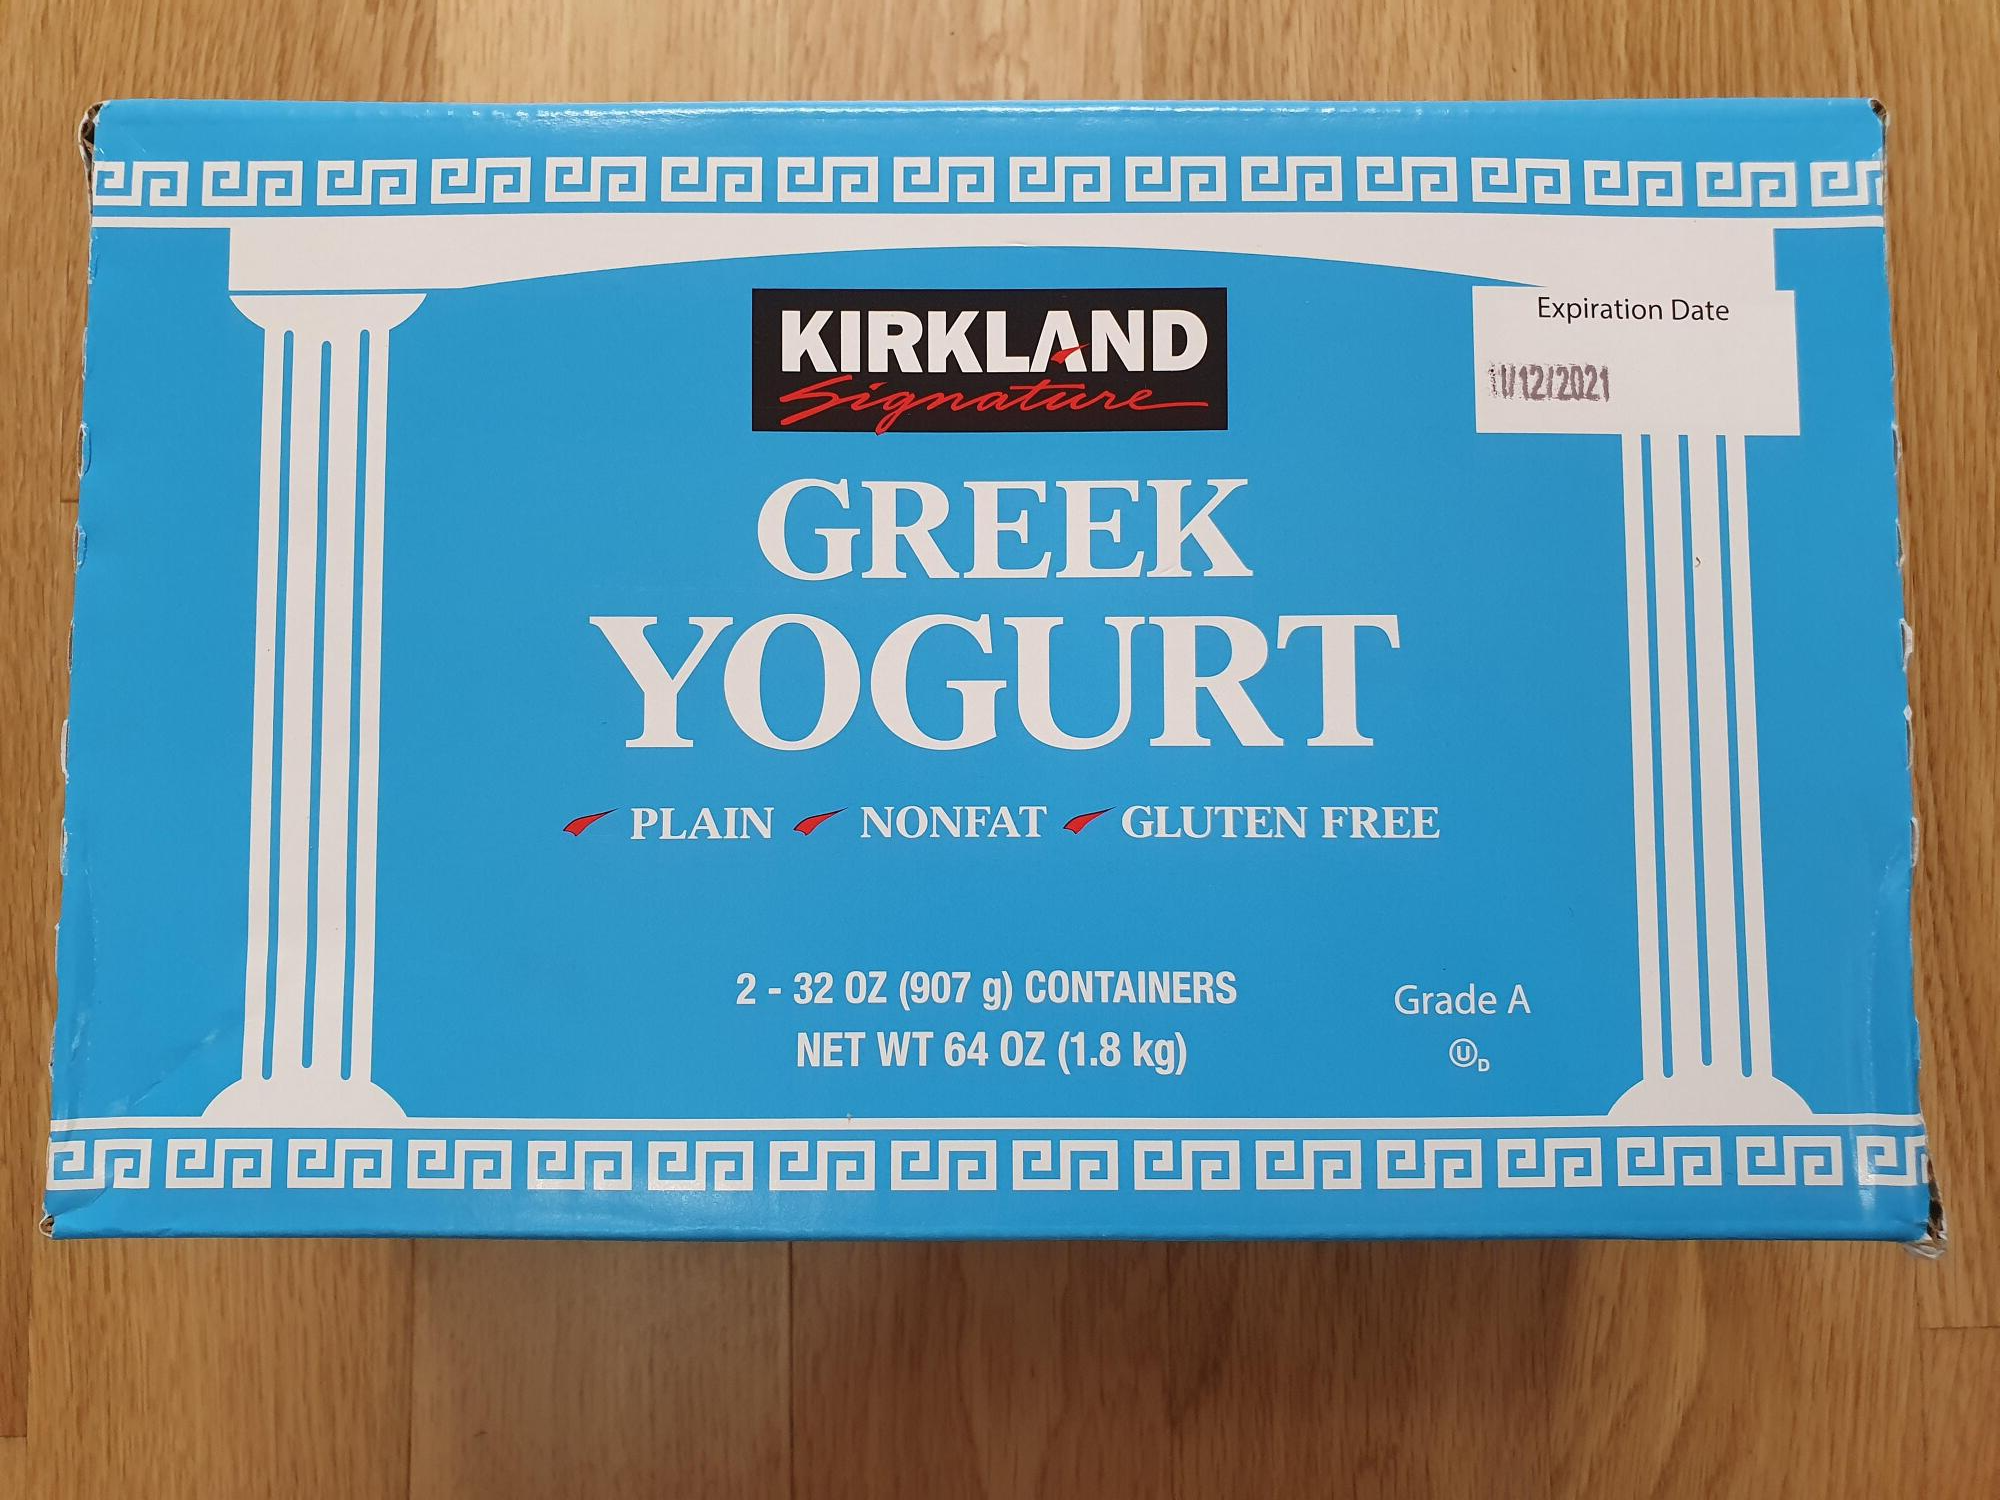 KIRKLAND
Signature
Expiration Date
GREEK
YOGURT
PLAIN NONFAT GLUTEN FREE
2 - 32 OZ (907 g) CONTAINERS
NET WT 64 OZ (1.8 kg)
Grade A
ⓊD